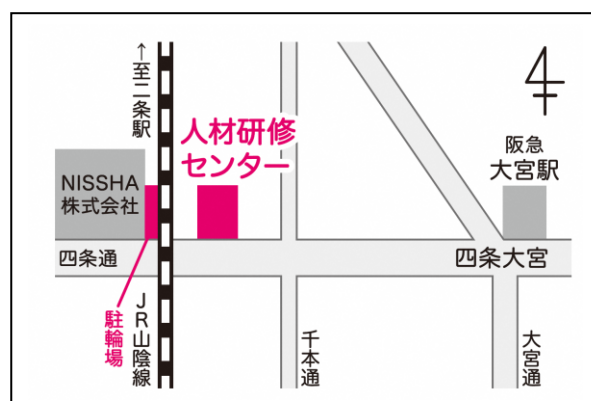 ←至二条駅
人材研修
センター
阪急
大宮駅
NISSHA
株式会社
四条通
四条大宮
駐輪場
JR山陰線
千本通
大宮通